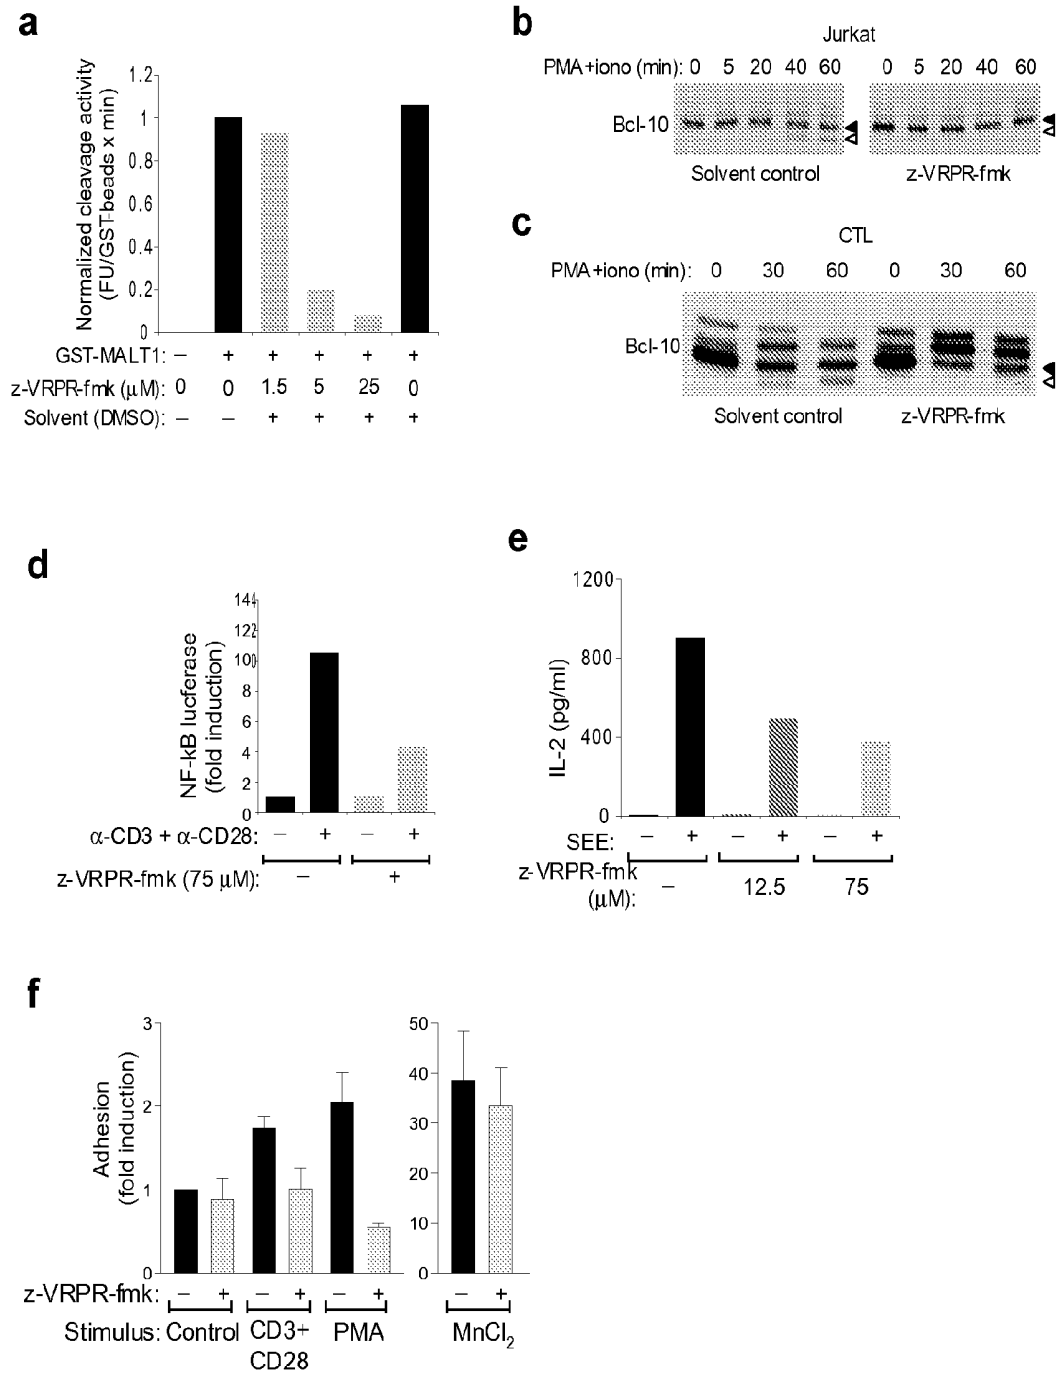 a
Normalized cleavage activity
(FU/GST-beads x min)
1.2
1
0.8
0.6
0.4
0.2
0
GST-MALT1: – + + + + +
z-VRPR-fmk (μM): 0 0 1.5 5 25 0
Solvent (DMSO): – – + + + +
b
Jurkat
PMA+iono (min): 0 5 20 40 60 0 5 20 40 60
Bcl-10
Solvent control z-VRPR-fmk
c
CTL
PMA+iono (min): 0 30 60 0 30 60
Bcl-10
Solvent control z-VRPR-fmk
d
NF-kB lucferase
(fold induction)
14
12
10
8
6
4
2
0
α-CD3 + α-CD28: – + – +
z-VRPR-fmk (75 μM): – +
e
IL-2 (pg/ml)
1200
800
400
0
SEE: – + – + – +
z-VRPR-fmk
(μM): – 12.5 75
f
Adhesion
(fold induction)
3
2
1
0
50
40
30
20
10
0
z-VRPR-fmk: – + – + – + – +
Stimulus: Control CD3+ PMA MnCl₂
CD28